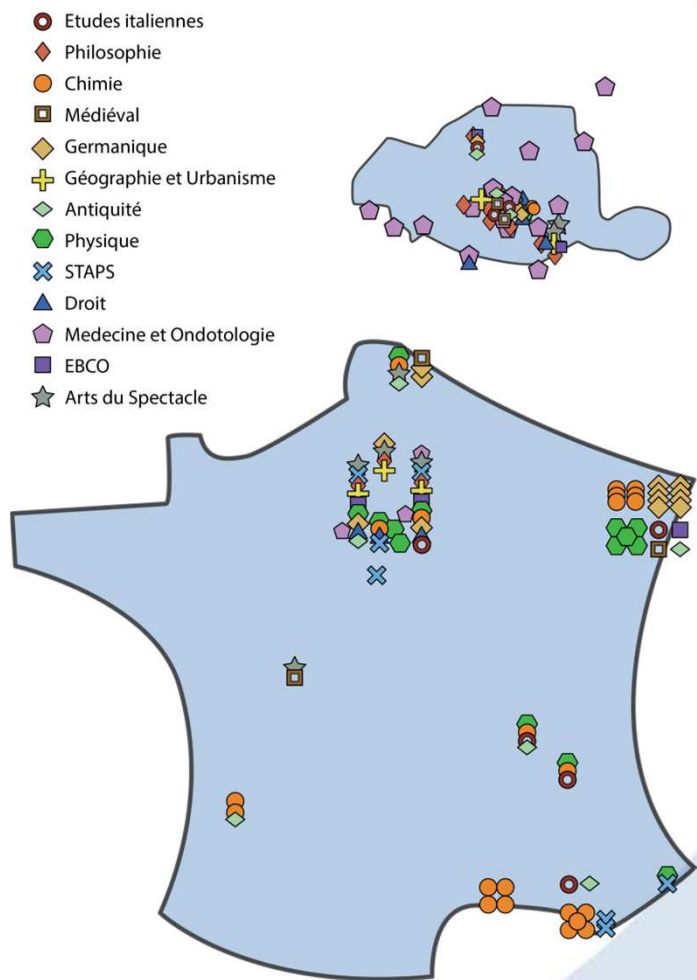 Etudes italiennes
Philosophie
Chimie
Médiéval
Germanique
Géographie et Urbanisme
Antiquité
Physique
STAPS
Droit
Medecine et Ondotologie
EBCO
Arts du Spectacle